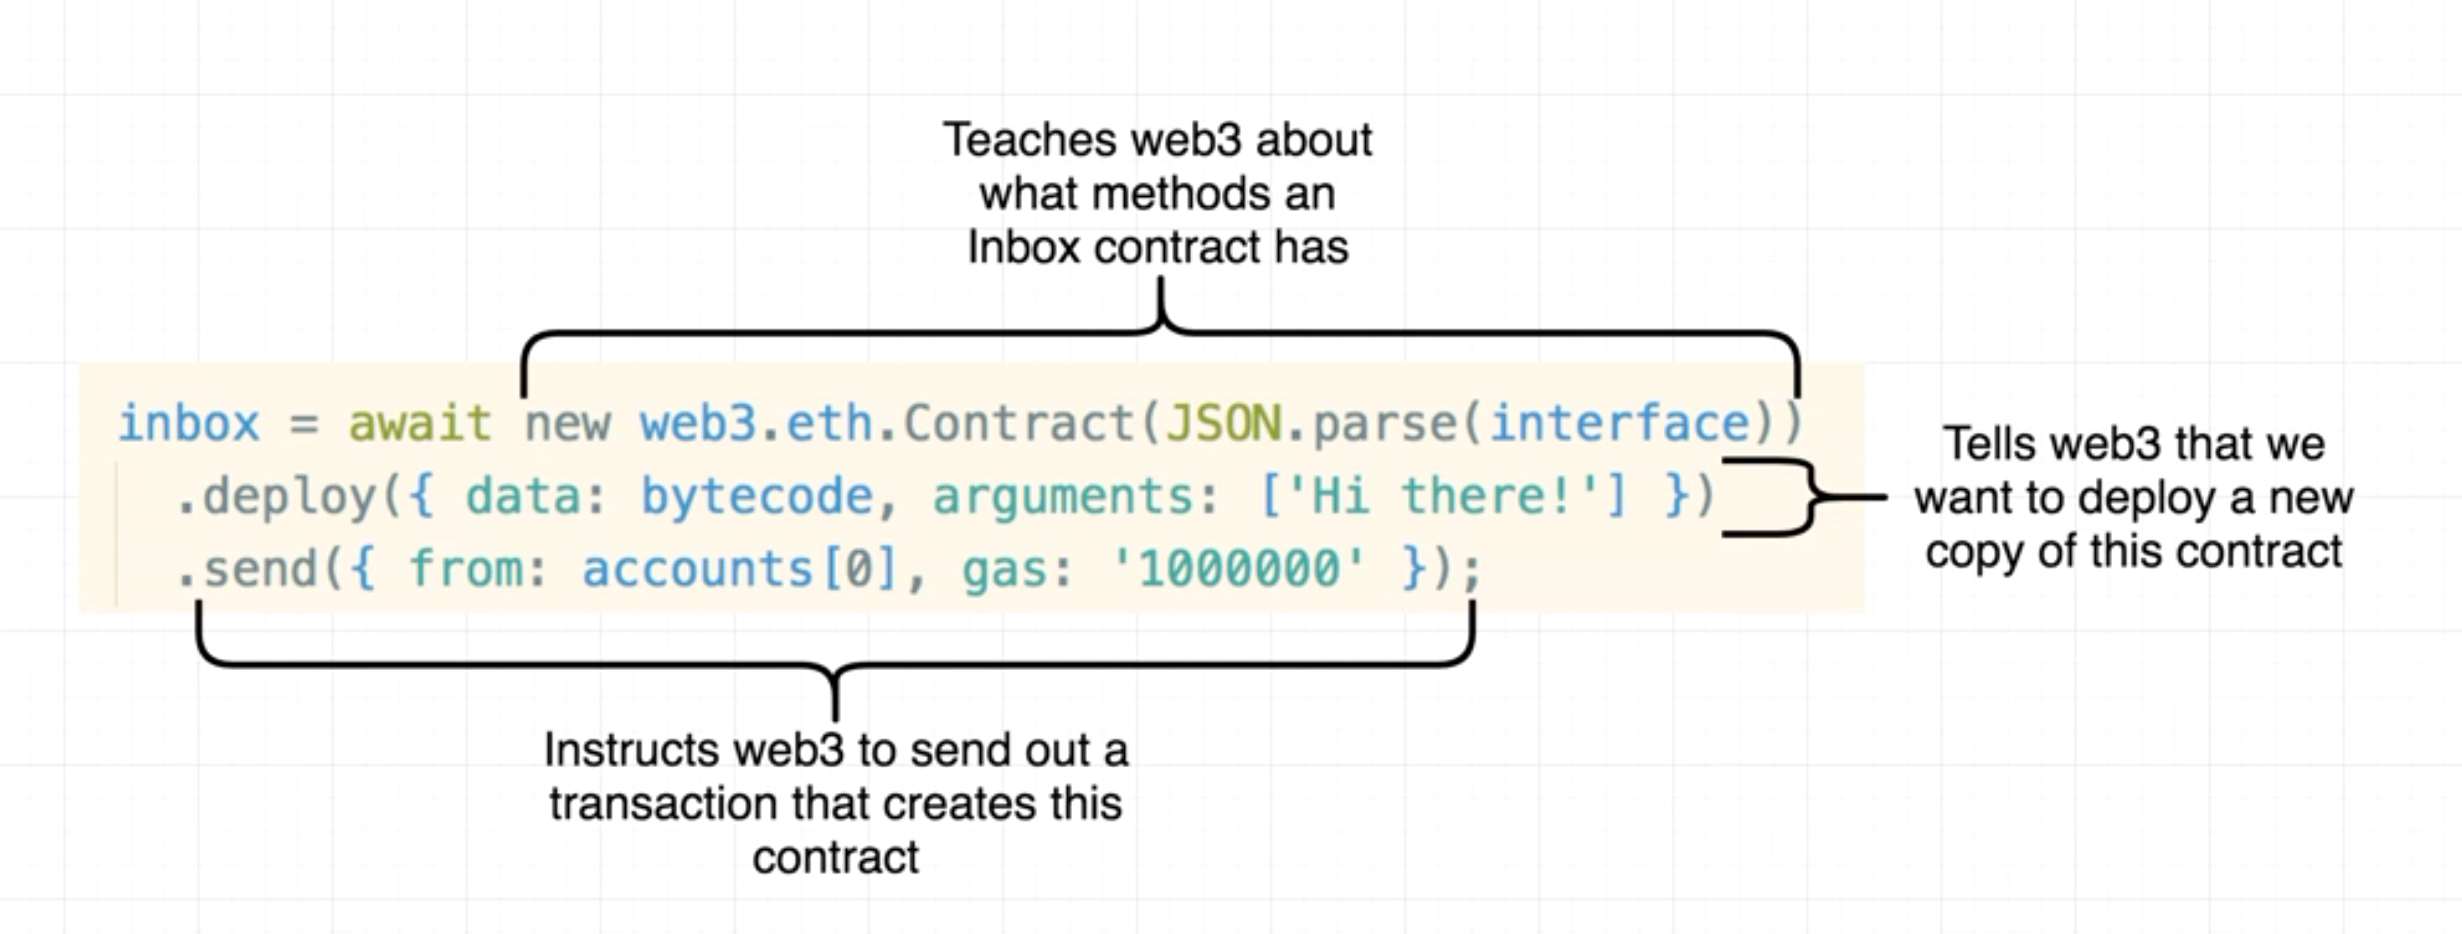 Teaches web3 about
what methods an
Inbox contract has
inbox = await new web3.eth.Contract(JSON.parse(interface))
.deploy({ data: bytecode, arguments: ['Hi there!'] })
.send({ from: accounts[0], gas: '1000000' });
Tells web3 that we
want to deploy a new
copy of this contract
Instructs web3 to send out a
transaction that creates this
contract